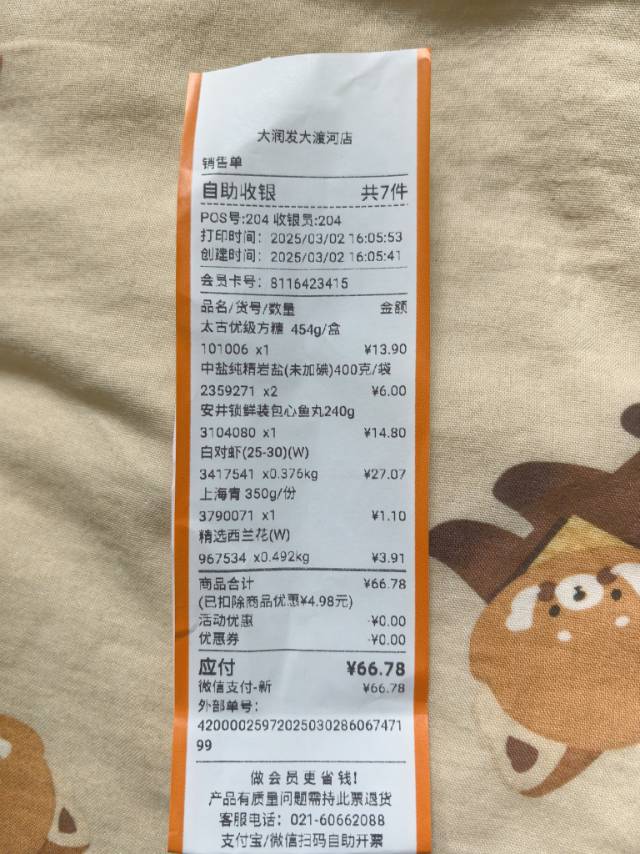 大润发大渡河店
销售单
自助收银 共7件
POS号:204 收银员:204
打印时间: 2025/03/02 16:05:53
创建时间: 2025/03/02 16:05:41
会员卡号: 8116423415
品名/货号/数量 金额
太古优级方糖 454g/盒
101006 x1 ¥13.90
中盐纯精岩盐(未加碘)400克/袋
2359271 x2 ¥6.00
安井锁鲜装包心鱼丸240g
3104080 x1 ¥14.80
白对虾(25-30)(W)
3417541 x0.376kg ¥27.07
上海青 350g/份
3790071 x1 ¥1.10
精选西兰花(W)
967534 x0.492kg ¥3.91
商品合计 ¥66.78
(已扣除商品优惠¥4.98元)
活动优惠 -¥0.00
优惠券 -¥0.00
应付 ¥66.78
微信支付-新 ¥66.78
外部单号:
42000025972025030286067471
99
做会员更省钱!
产品有质量问题需持此票退货
客服电话: 021-60662088
支付宝/微信扫码自助开票